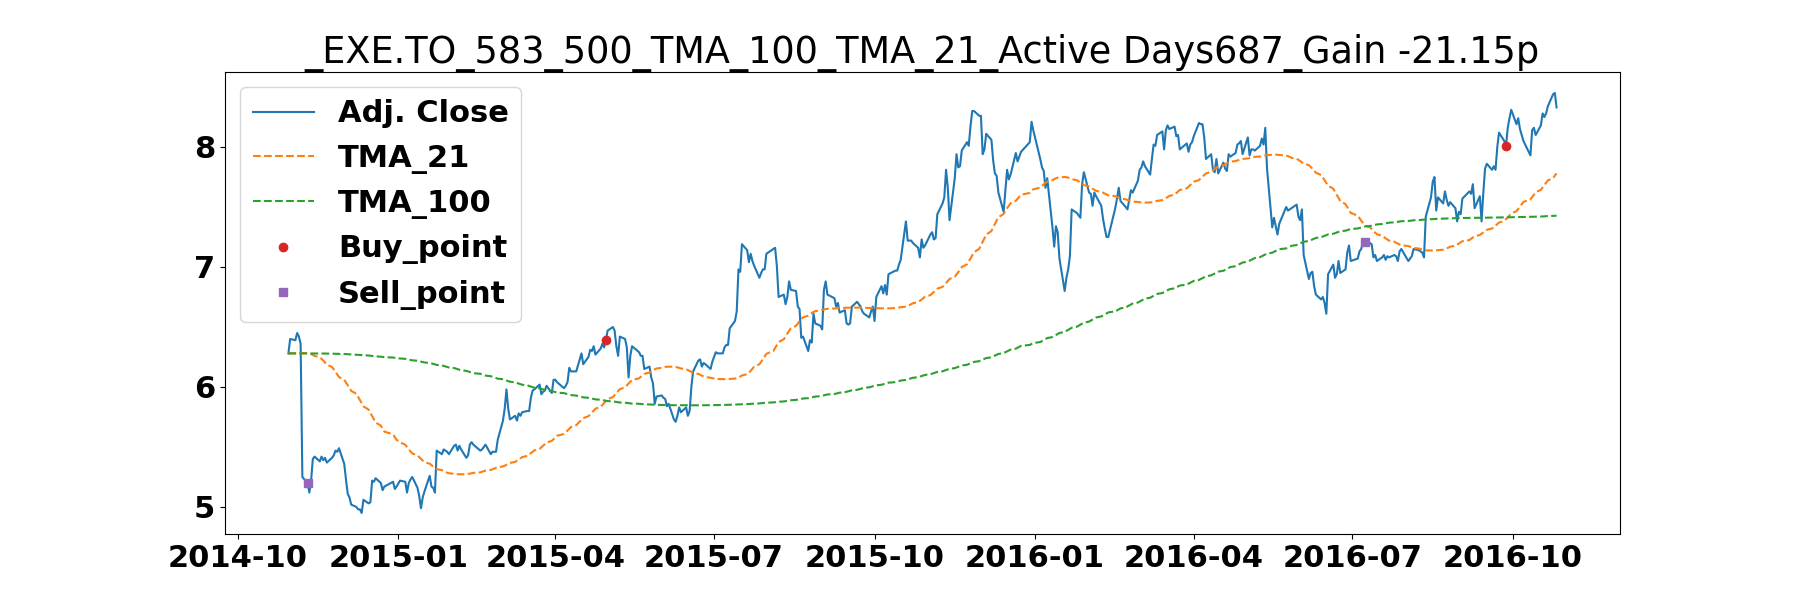 _EXE.TO_583_500_TMA_100_TMA_21_Active Days687_Gain -21.15p
Adj. Close
TMA_21
TMA_100
Buy_point
Sell_point
8
7
6
5
2014-10 2015-01 2015-04 2015-07 2015-10 2016-01 2016-04 2016-07 2016-10